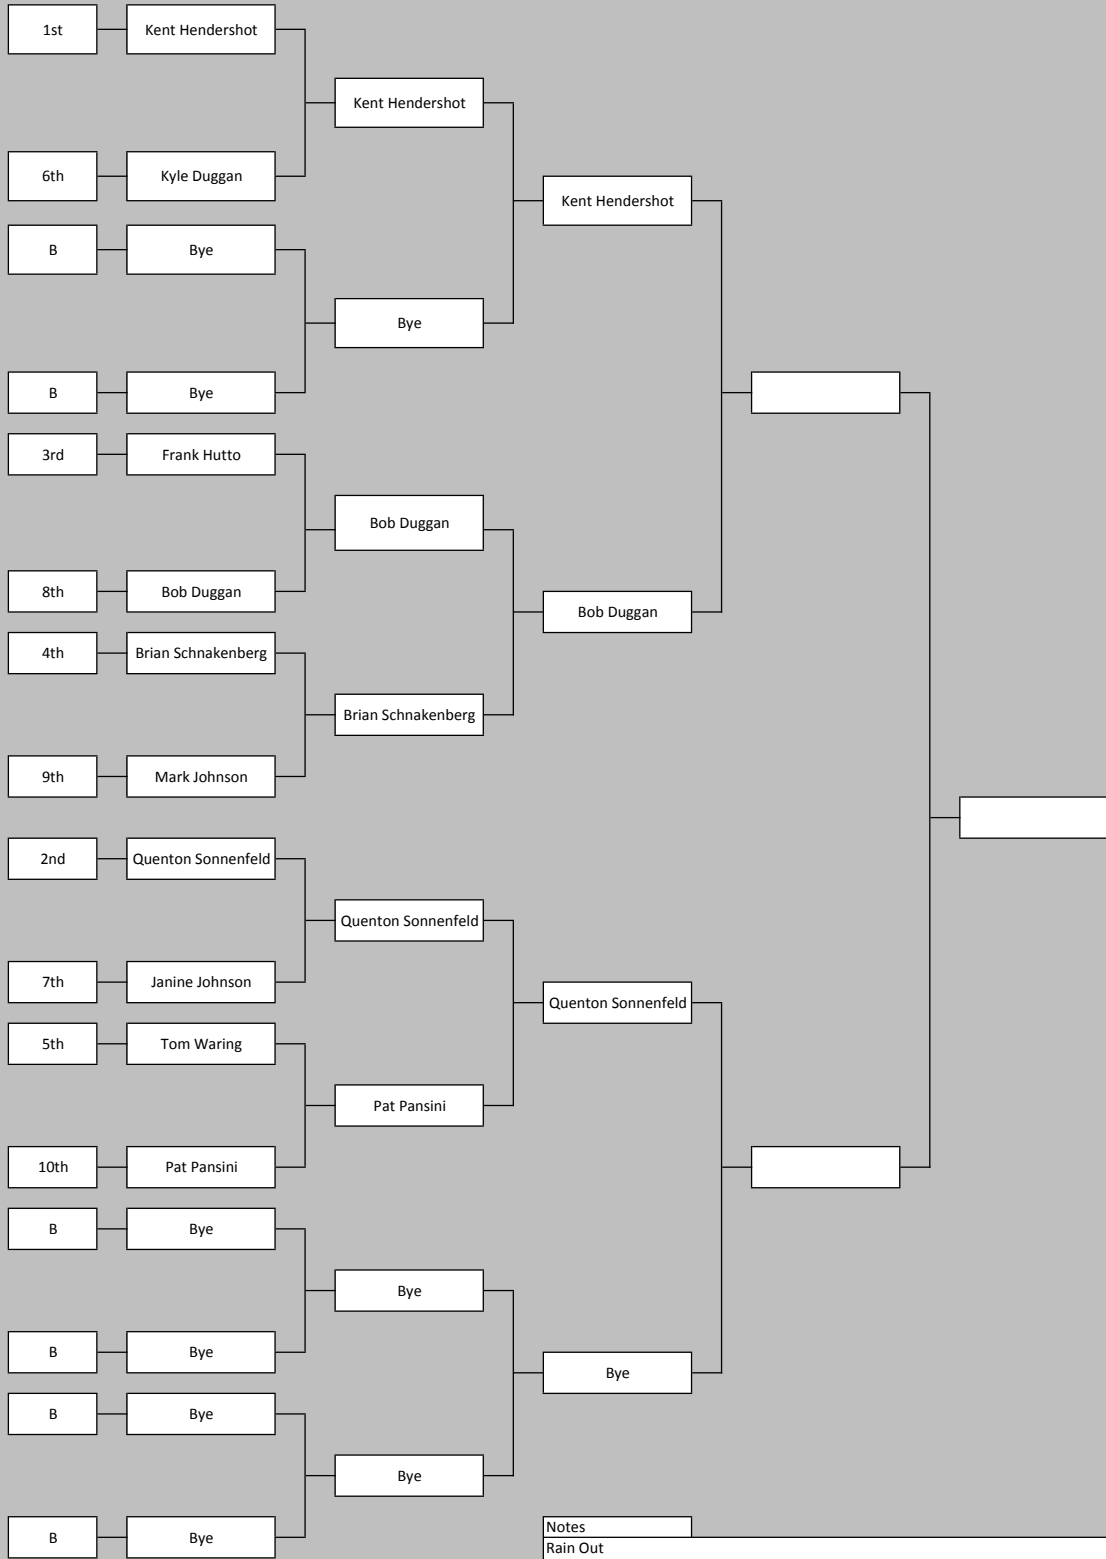 1st
Kent Hendershot
Kent Hendershot
6th
Kyle Duggan
Kent Hendershot
B
Bye
Bye
B
Bye
3rd
Frank Hutto
Bob Duggan
8th
Bob Duggan
Bob Duggan
4th
Brian Schnakenberg
Brian Schnakenberg
9th
Mark Johnson
2nd
Quenton Sonnenfeld
Quenton Sonnenfeld
7th
Janine Johnson
Quenton Sonnenfeld
5th
Tom Waring
Pat Pansini
10th
Pat Pansini
B
Bye
Bye
B
Bye
Bye
B
Bye
Bye
B
Bye
Notes
Rain Out